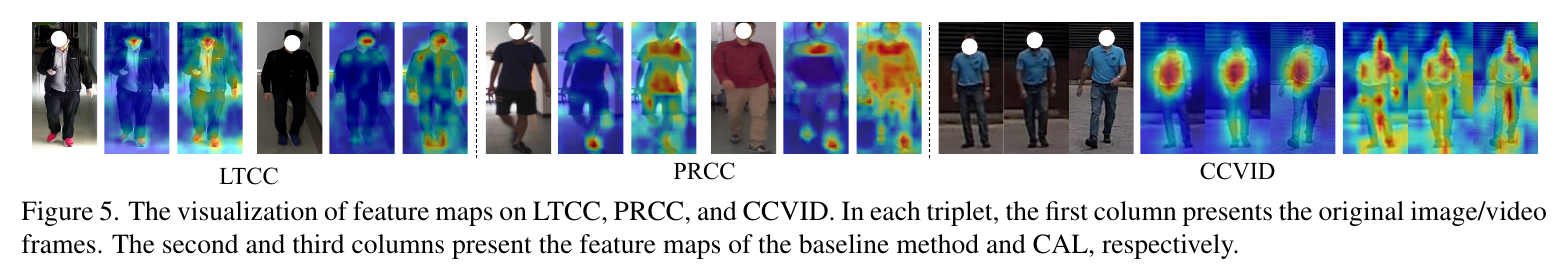 LTCC
PRCC
CCVID
Figure 5. The visualization of feature maps on LTCC, PRCC, and CCVID. In each triplet, the first column presents the original image/video
frames. The second and third columns present the feature maps of the baseline method and CAL, respectively.